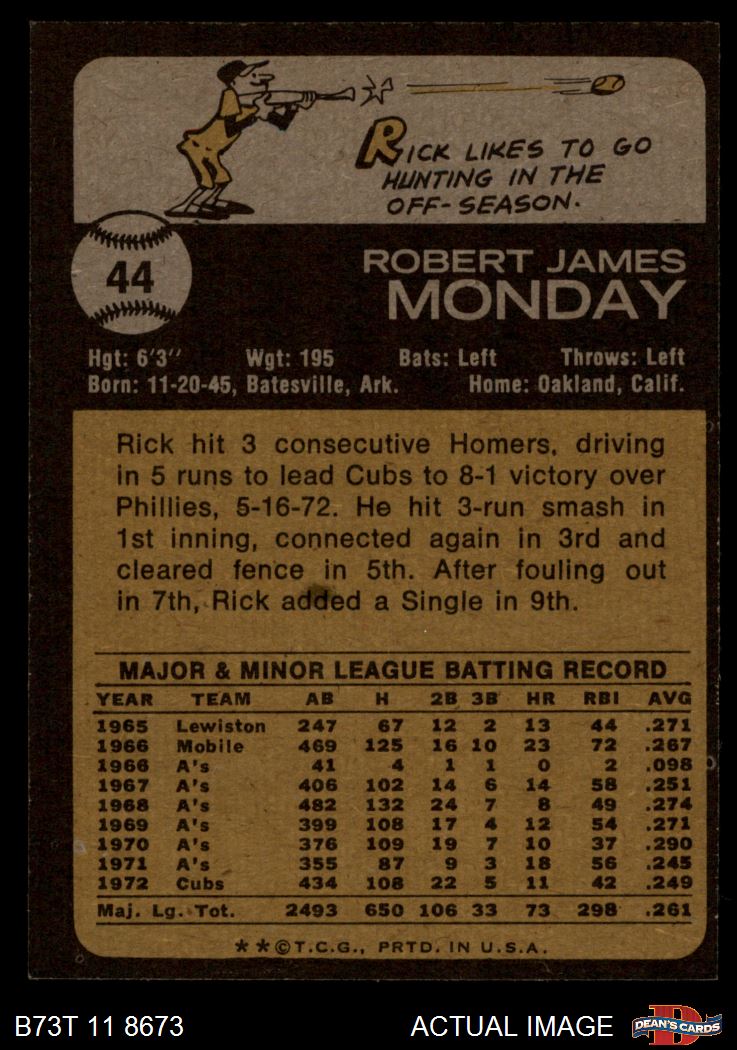 RICK LIKES TO GO
HUNTING IN THE
OFF-SEASON.
44
ROBERT JAMES
MONDAY
Hgt: 6'3" Wgt: 195 Bats: Left Throws: Left
Born: 11-20-45, Batesville, Ark. Home: Oakland, Calif.
Rick hit 3 consecutive Homers, driving
in 5 runs to lead Cubs to 8-1 victory over
Phillies, 5-16-72. He hit 3-run smash in
1st inning, connected again in 3rd and
cleared fence in 5th. After fouling out
in 7th, Rick added a Single in 9th.
MAJOR & MINOR LEAGUE BATTING RECORD
YEAR TEAM AB H 2B 3B HR RBI AVG
1965 Lewiston 247 67 12 2 13 44 .271
1966 Mobile 469 125 16 10 23 72 .267
1966 A's 41 4 1 1 0 2 .098
1967 A's 406 102 14 6 14 58 .251
1968 A's 482 132 24 7 8 49 .274
1969 A's 399 108 17 4 12 54 .271
1970 A's 376 109 19 7 10 37 .290
1971 A's 355 87 9 3 18 56 .245
1972 Cubs 434 108 22 5 11 42 .249
Maj. Lg. Tot. 2493 650 106 33 73 298 .261
**©T.C.G., PRTD. IN U.S.A.
B73T 11 8673 ACTUAL IMAGE D DEAN'S CARDS